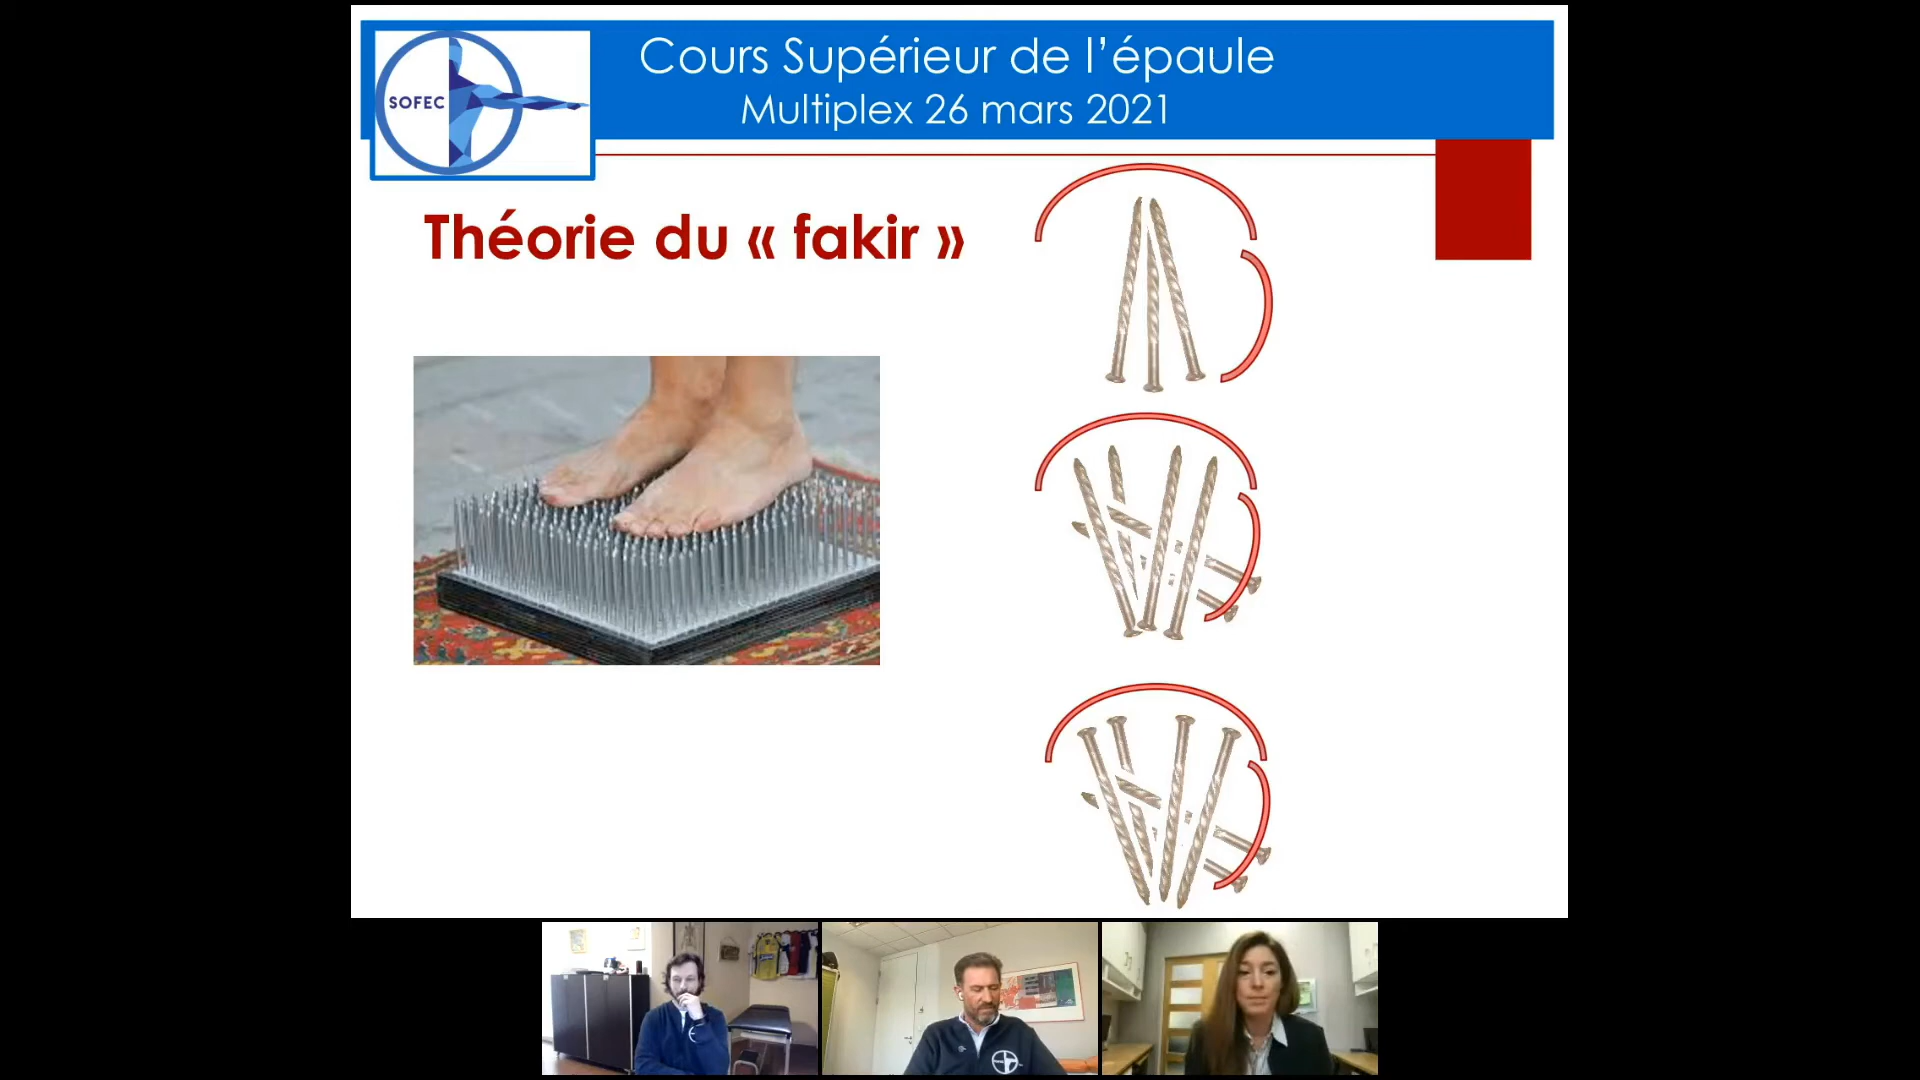 Cours Supérieur de l'épaule
Multiplex 26 mars 2021
SOFEC
Théorie du « fakir »